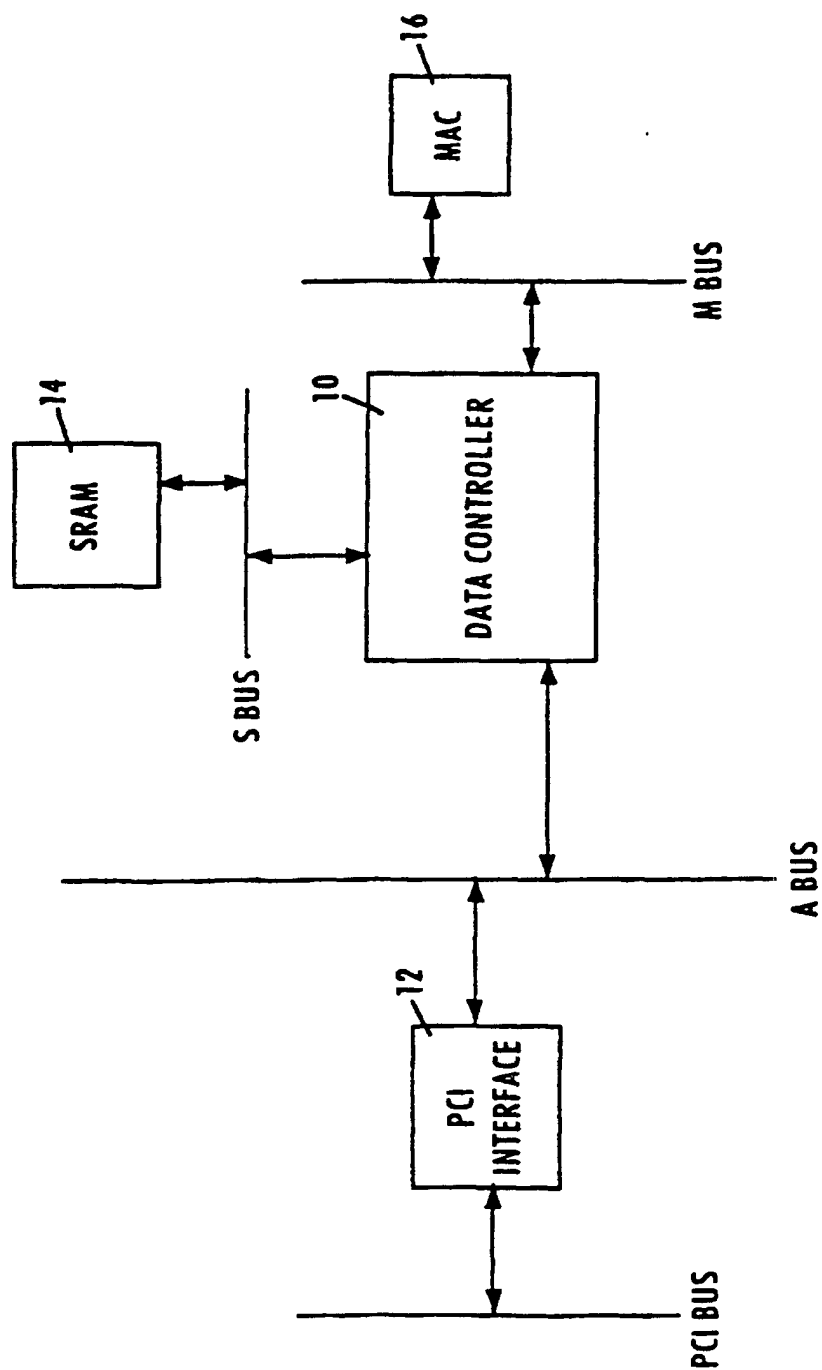 SRAM
14
MAC
16
S BUS
10
DATA CONTROLLER
M BUS
12
PCI
INTERFACE
A BUS
PCI BUS